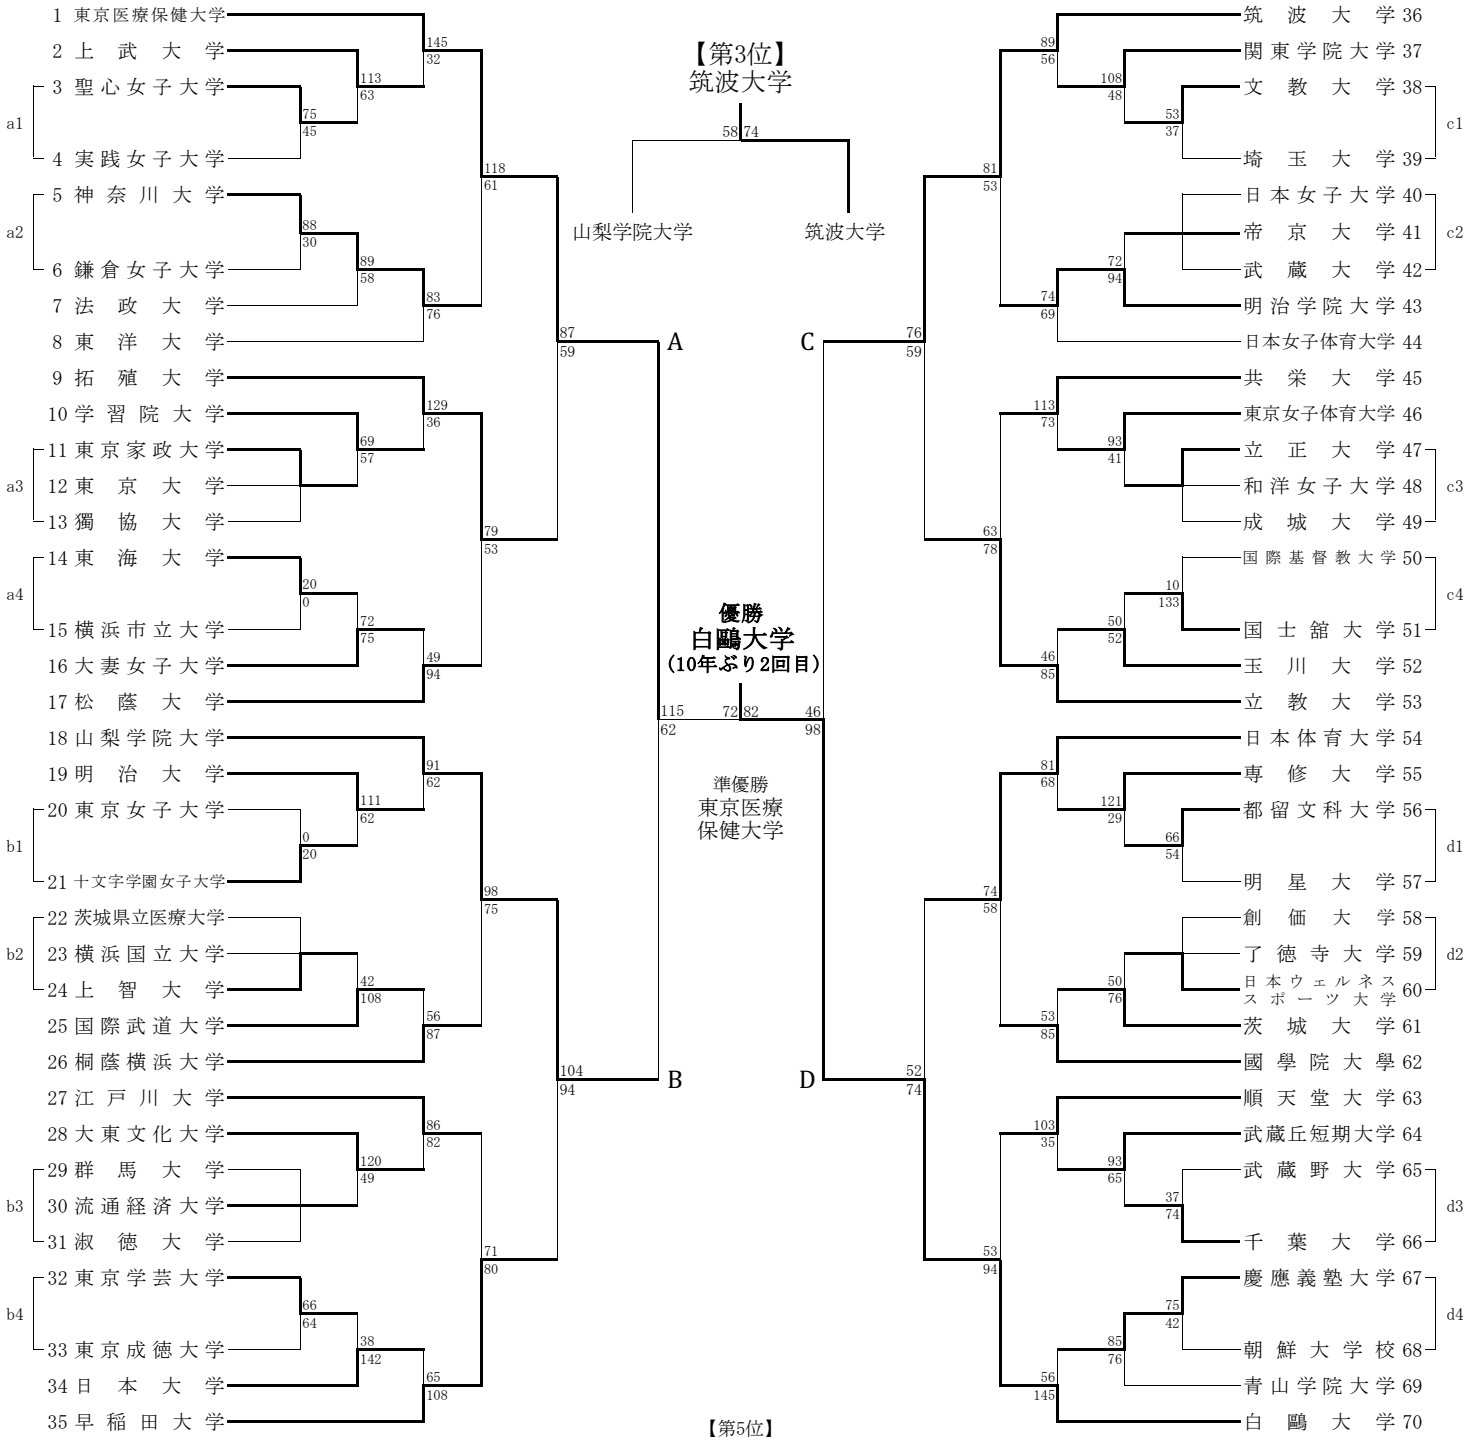 1 東京医療保健大学
2 上武大学
3 聖心女子大学
4 実践女子大学
5 神奈川大学
6 鎌倉女子大学
7 法政大学
8 東洋大学
9 拓殖大学
10 学習院大学
11 東京家政大学
12 東京大学
13 獨協大学
14 東海大学
15 横浜市立大学
16 大妻女子大学
17 松蔭大学
18 山梨学院大学
19 明治大学
20 東京女子大学
21 十文字学園女子大学
22 茨城県立医療大学
23 横浜国立大学
24 上智大学
25 国際武道大学
26 桐蔭横浜大学
27 江戸川大学
28 大東文化大学
29 群馬大学
30 流通経済大学
31 淑徳大学
32 東京学芸大学
33 東京成徳大学
34 日本大学
35 早稲田大学
a1
a2
a3
a4
b1
b2
b3
b4
75
45
88
30
20
0
0
20
66
64
113
63
89
58
69
57
72
75
111
62
42
108
120
49
38
142
145
32
83
76
129
36
49
94
91
62
56
87
86
82
65
108
118
61
79
53
98
75
71
80
87
59
104
94
A
B
115
62
【第3位】
筑波大学
58 74
山梨学院大学
筑波大学
優勝
白鷗大学
(10年ぶり2回目)
72 82
準優勝
東京医療
保健大学
【第5位】
46
98
C
D
76
59
52
74
81
53
63
78
74
58
53
94
89
56
74
69
113
73
46
85
81
68
53
85
103
35
56
145
108
48
72
94
93
41
50
52
121
29
50
76
93
65
85
76
53
37
10
133
66
54
37
74
75
42
筑波大学 36
関東学院大学 37
文教大学 38
埼玉大学 39
日本女子大学 40
帝京大学 41
武蔵大学 42
明治学院大学 43
日本女子体育大学 44
共栄大学 45
東京女子体育大学 46
立正大学 47
和洋女子大学 48
成城大学 49
国際基督教大学 50
国士舘大学 51
玉川大学 52
立教大学 53
日本体育大学 54
専修大学 55
都留文科大学 56
明星大学 57
創価大学 58
了徳寺大学 59
日本ウェルネス
スポーツ大学 60
茨城大学 61
國學院大學 62
順天堂大学 63
武蔵丘短期大学 64
武蔵野大学 65
千葉大学 66
慶應義塾大学 67
朝鮮大学校 68
青山学院大学 69
白鷗大学 70
c1
c2
c3
c4
d1
d2
d3
d4